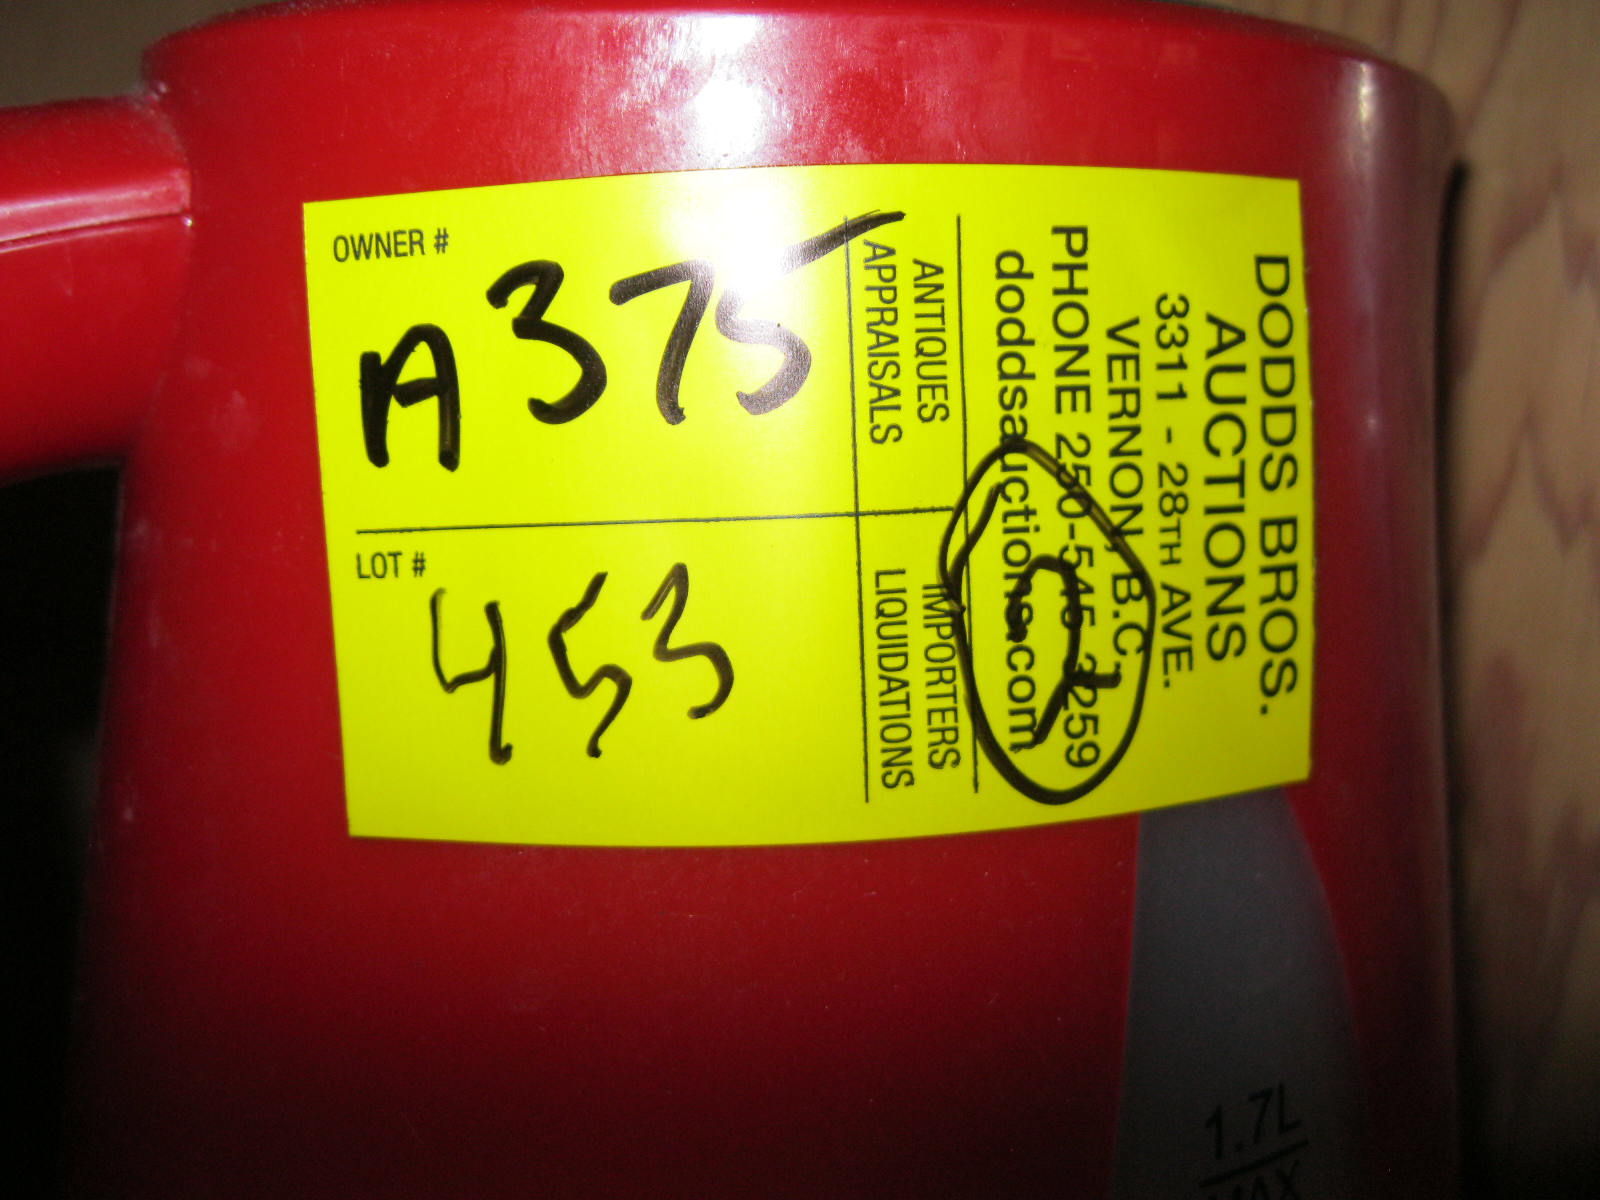 OWNER #
A375
LOT #
453
ANTIQUES
APPRAISALS
IMPORTERS
LIQUIDATIONS
DODDS BROS.
AUCTIONS
3311 - 28TH AVE.
VERNON, B.C.
PHONE 250-545-3259
doddsauctions.com
1.7L
MAX